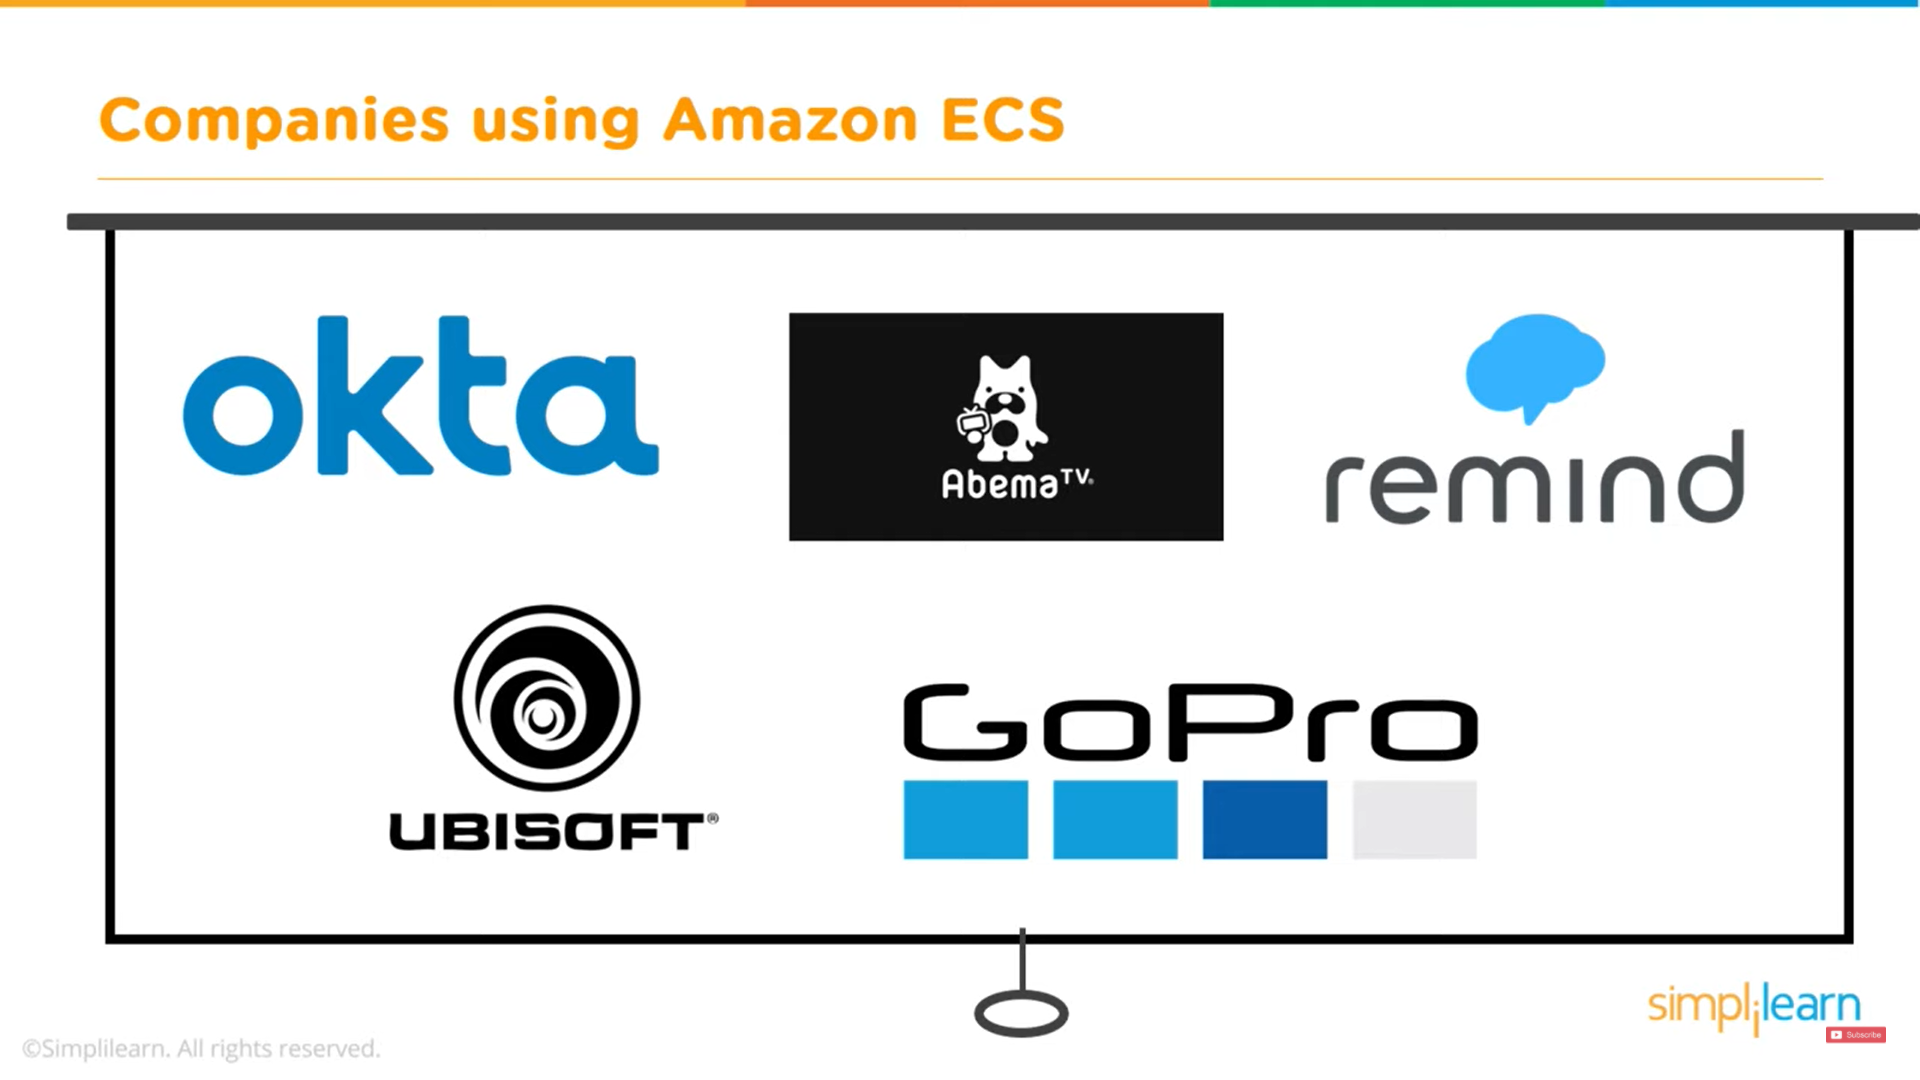 Companies using Amazon ECS
okta
AbemaTV®
remind
UBISOFT®
GoPro
simplilearn
Subscribe
©Simplilearn. All rights reserved.